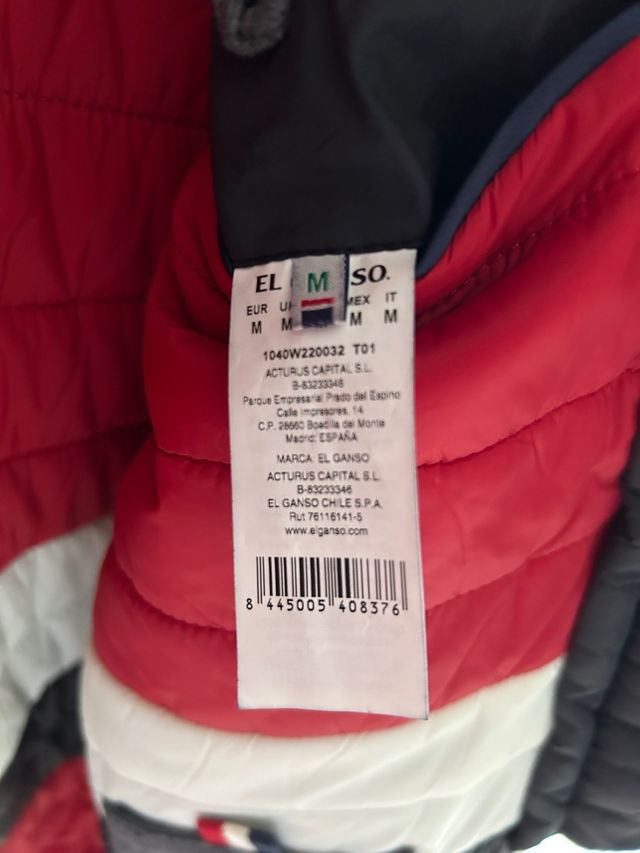 EL SO.
M
EUR MEX IT
M M M M
1040W220032 T01
ACTURUS CAPITAL S.L.
B-83233346
Parque Empresarial Prado del Espino
Calle Impresores, 14
C.P. 28660 Boadilla del Monte
Madrid; ESPAÑA
MARCA: EL GANSO
ACTURUS CAPITAL S.L.
B-83233346
EL GANSO CHILE S.P.A.
Rut 76116141-5
www.elganso.com
8 445005 408376